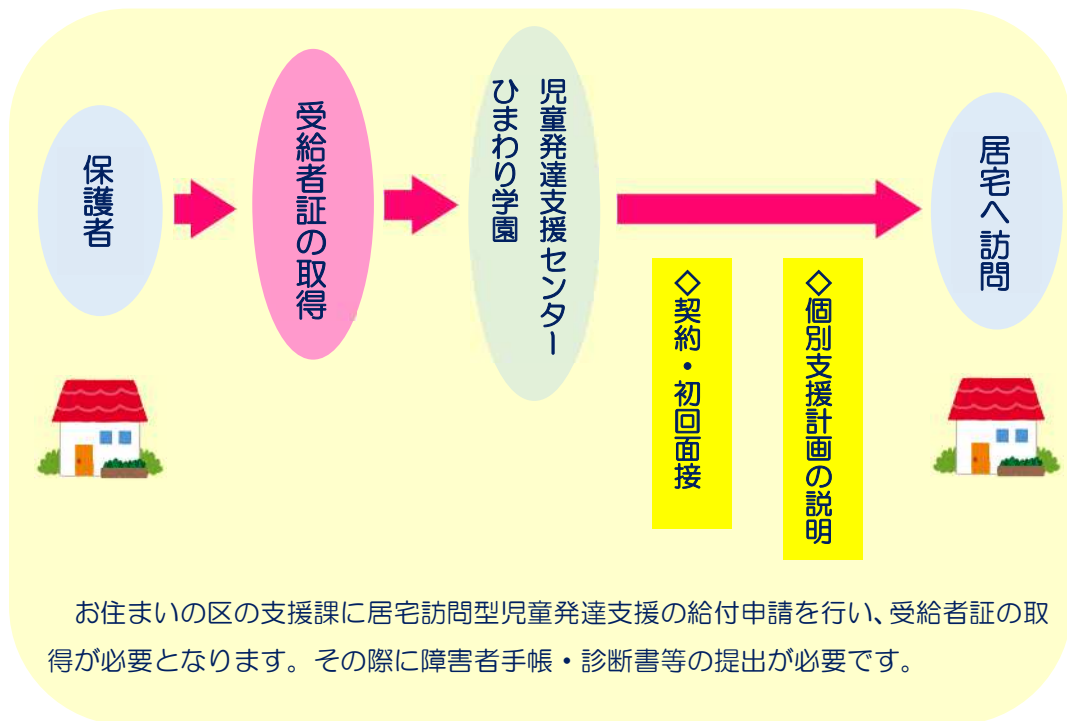 保護者
受給者証の取得
児童発達支援センター
ひまわり学園
◇契約・初回面接
◇個別支援計画の説明
居宅へ訪問
お住まいの区の支援課に居宅訪問型児童発達支援の給付申請を行い、受給者証の取
得が必要となります。その際に障害者手帳・診断書等の提出が必要です。